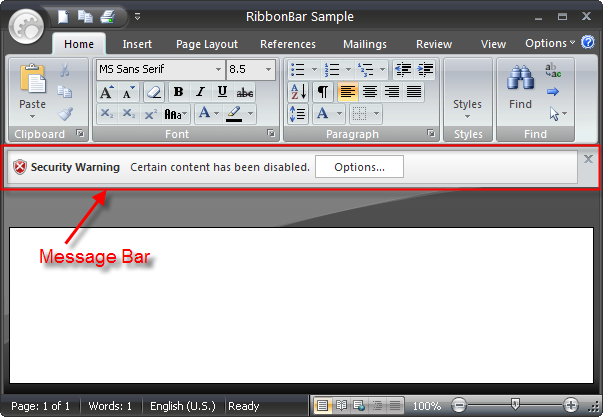 RibbonBar Sample
Home Insert Page Layout References Mailings Review View Options
MS Sans Serif 8.5
Paste Styles Find
Clipboard Font Paragraph Styles Find
Security Warning Certain content has been disabled. Options...
Message Bar
Page: 1 of 1 Words: 1 English (U.S.) Ready 100%